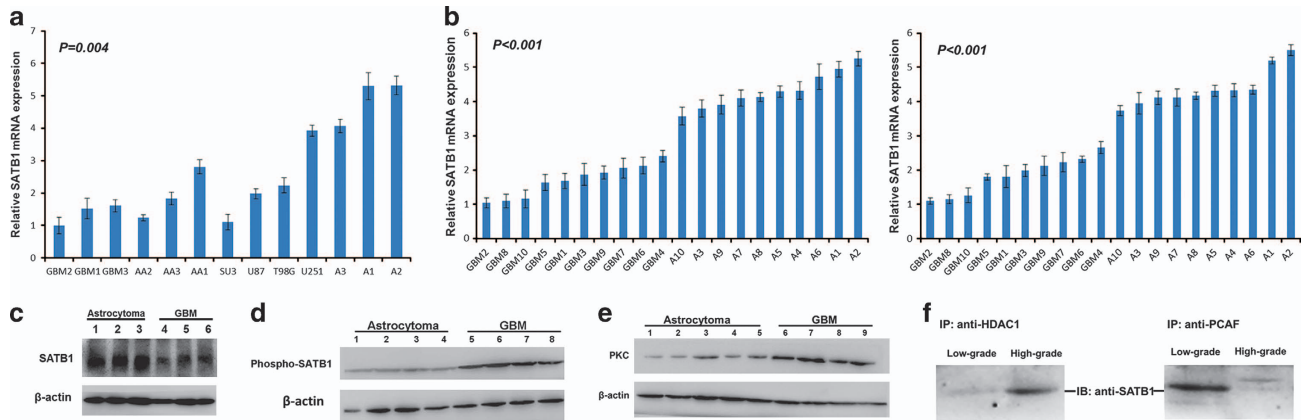 a
P=0.004
Relative SATB1 mRNA expression
7
6
5
4
3
2
1
0
GBM2 GBM1 GBM3 AA2 AA3 AA1 SU3 U87 T98G U251 A3 A1 A2
b
P<0.001
Relative SATB1 mRNA expression
6
5
4
3
2
1
0
GBM2 GBM8 GBM10 GBM5 GBM1 GBM3 GBM9 GBM7 GBM6 GBM4 A10 A3 A9 A7 A8 A5 A4 A6 A1 A2
P<0.001
Relative SATB1 mRNA expression
6
5
4
3
2
1
0
GBM2 GBM8 GBM10 GBM5 GBM1 GBM3 GBM9 GBM7 GBM6 GBM4 A10 A3 A9 A7 A8 A5 A4 A6 A1 A2
c
Astrocytoma GBM
1 2 3 4 5 6
SATB1
β-actin
d
Astrocytoma GBM
1 2 3 4 5 6 7 8
Phospho-SATB1
β-actin
e
Astrocytoma GBM
1 2 3 4 5 6 7 8 9
PKC
β-actin
f
IP: anti-HDAC1 IP: anti-PCAF
Low-grade High-grade Low-grade High-grade
IB: anti-SATB1